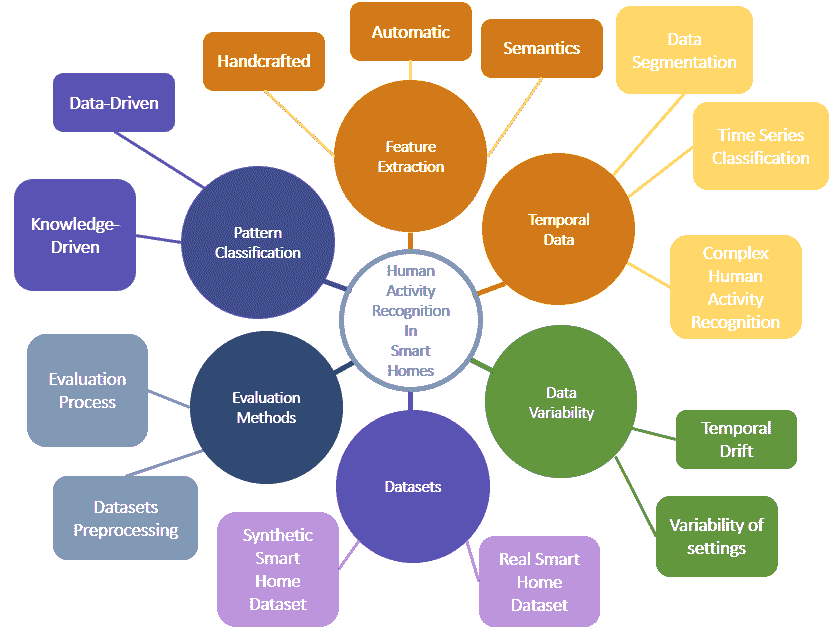 Automatic
Handcrafted
Semantics
Data
Segmentation
Data-Driven
Time Series
Classification
Feature
Extraction
Knowledge-
Driven
Pattern
Classification
Temporal
Data
Complex
Human
Activity
Recognition
Human
Activity
Recognition
In
Smart
Homes
Evaluation
Process
Evaluation
Methods
Data
Variability
Temporal
Drift
Datasets
Datasets
Preprocessing
Variability of
settings
Synthetic
Smart
Home
Dataset
Real Smart
Home
Dataset